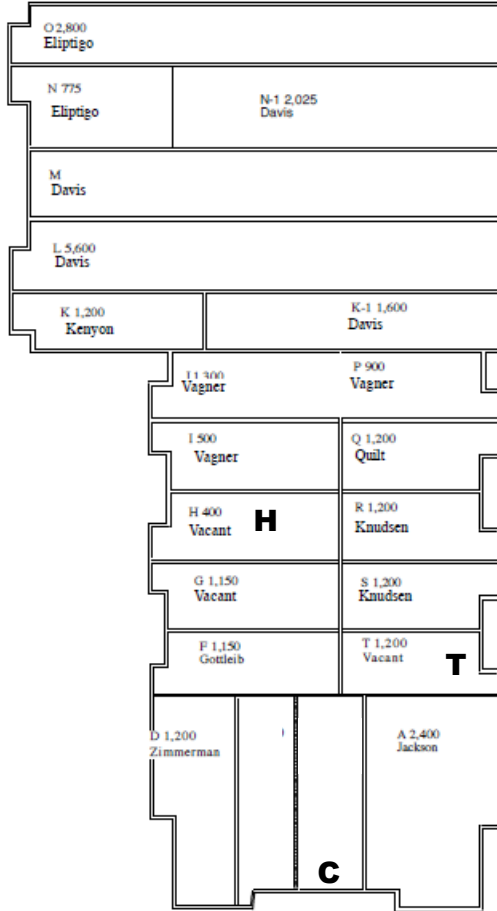 O 2,800
Eliptigo
N 775
Eliptigo
N-1 2,025
Davis
M
Davis
L 5,600
Davis
K 1,200
Kenyon
K-1 1,600
Davis
Vagner
P 900
Vagner
I 500
Vagner
Q 1,200
Quilt
H 400
Vacant
H
R 1,200
Knudsen
G 1,150
Vacant
S 1,200
Knudsen
F 1,150
Gottleib
T 1,200
Vacant
T
D 1,200
Zimmerman
A 2,400
Jackson
C